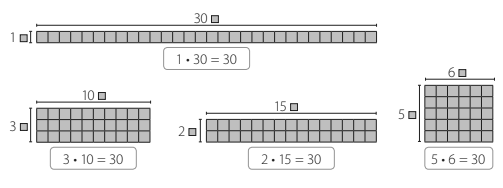 30
1
1 • 30 = 30
10
3
3 • 10 = 30
15
2
2 • 15 = 30
6
5
5 • 6 = 30